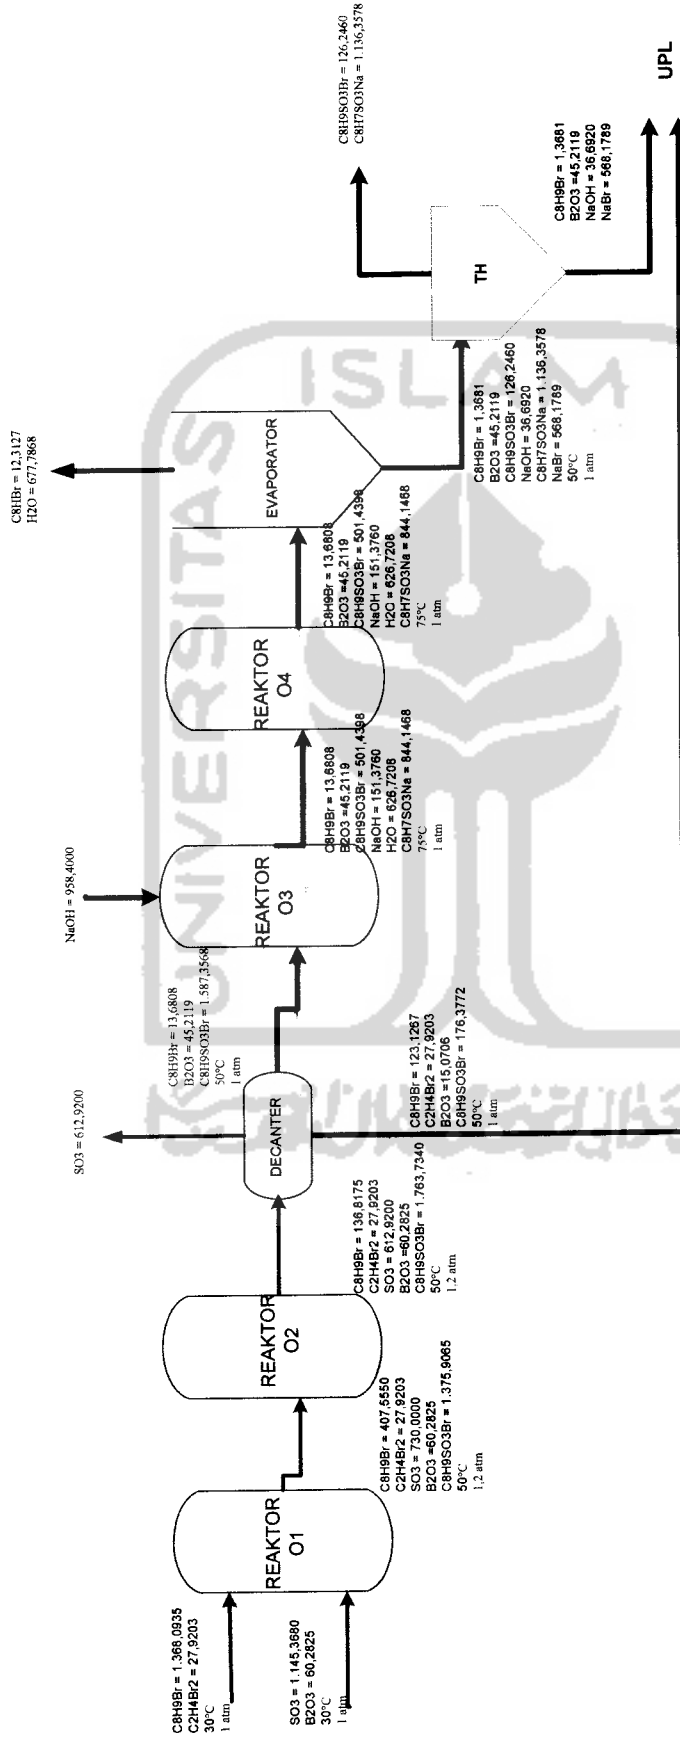 C8H9Br = 1.368,0935
C2H4Br2 = 27,9203
30°C
1 atm
SO3 = 1.145,3680
B2O3 = 60,2825
30°C
1 atm
REAKTOR
O1
C8H9Br = 407,5550
C2H4Br2 = 27,9203
SO3 = 730,0000
B2O3 =60,2825
C8H9SO3Br = 1.375,9065
50°C
1,2 atm
REAKTOR
O2
C8H9Br = 136,8175
C2H4Br2 = 27,9203
SO3 = 612,9200
B2O3 =60,2825
C8H9SO3Br = 1.763,7340
50°C
1,2 atm
SO3 = 612,9200
DECANTER
C8H9Br = 123,1267
C2H4Br2 = 27,9203
B2O3 = 15,0706
C8H9SO3Br = 176,3772
50°C
1 atm
C8H9Br = 13,6808
B2O3 = 45,2119
C8H9SO3Br = 1.587,3568
50°C
1 atm
NaOH = 958,4000
REAKTOR
O3
C8H9Br = 13,6808
B2O3 =45,2119
C8H9SO3Br = 501,4398
NaOH = 151,3760
H2O = 626,7208
C8H7SO3Na = 844,1468
75°C
1 atm
REAKTOR
O4
C8H9Br = 13,6808
B2O3 =45,2119
C8H9SO3Br = 501,4398
NaOH = 151,3760
H2O = 626,7208
C8H7SO3Na = 844,1468
75°C
1 atm
C8HBr = 12,3127
H2O = 677,7868
EVAPORATOR
C8H9Br = 1,3681
B2O3 =45,2119
C8H9SO3Br = 126,2460
NaOH = 36,6920
C8H7SO3Na = 1.136,3578
NaBr = 568,1789
50°C
1 atm
TH
C8H9SO3Br = 126,2460
C8H7SO3Na = 1.136,3578
C8H9Br = 1,3681
B2O3 =45,2119
NaOH = 36,6920
NaBr = 568,1789
UPL
UNIVERSITAS
ISLAM